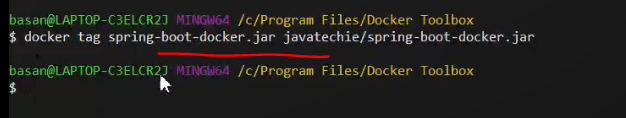 basan@LAPTOP-C3ELCR2J MINGW64 /c/Program Files/Docker Toolbox
$ docker tag spring-boot-docker.jar javatechie/spring-boot-docker.jar
basan@LAPTOP-C3ELCR2J MINGW64 /c/Program Files/Docker Toolbox
$